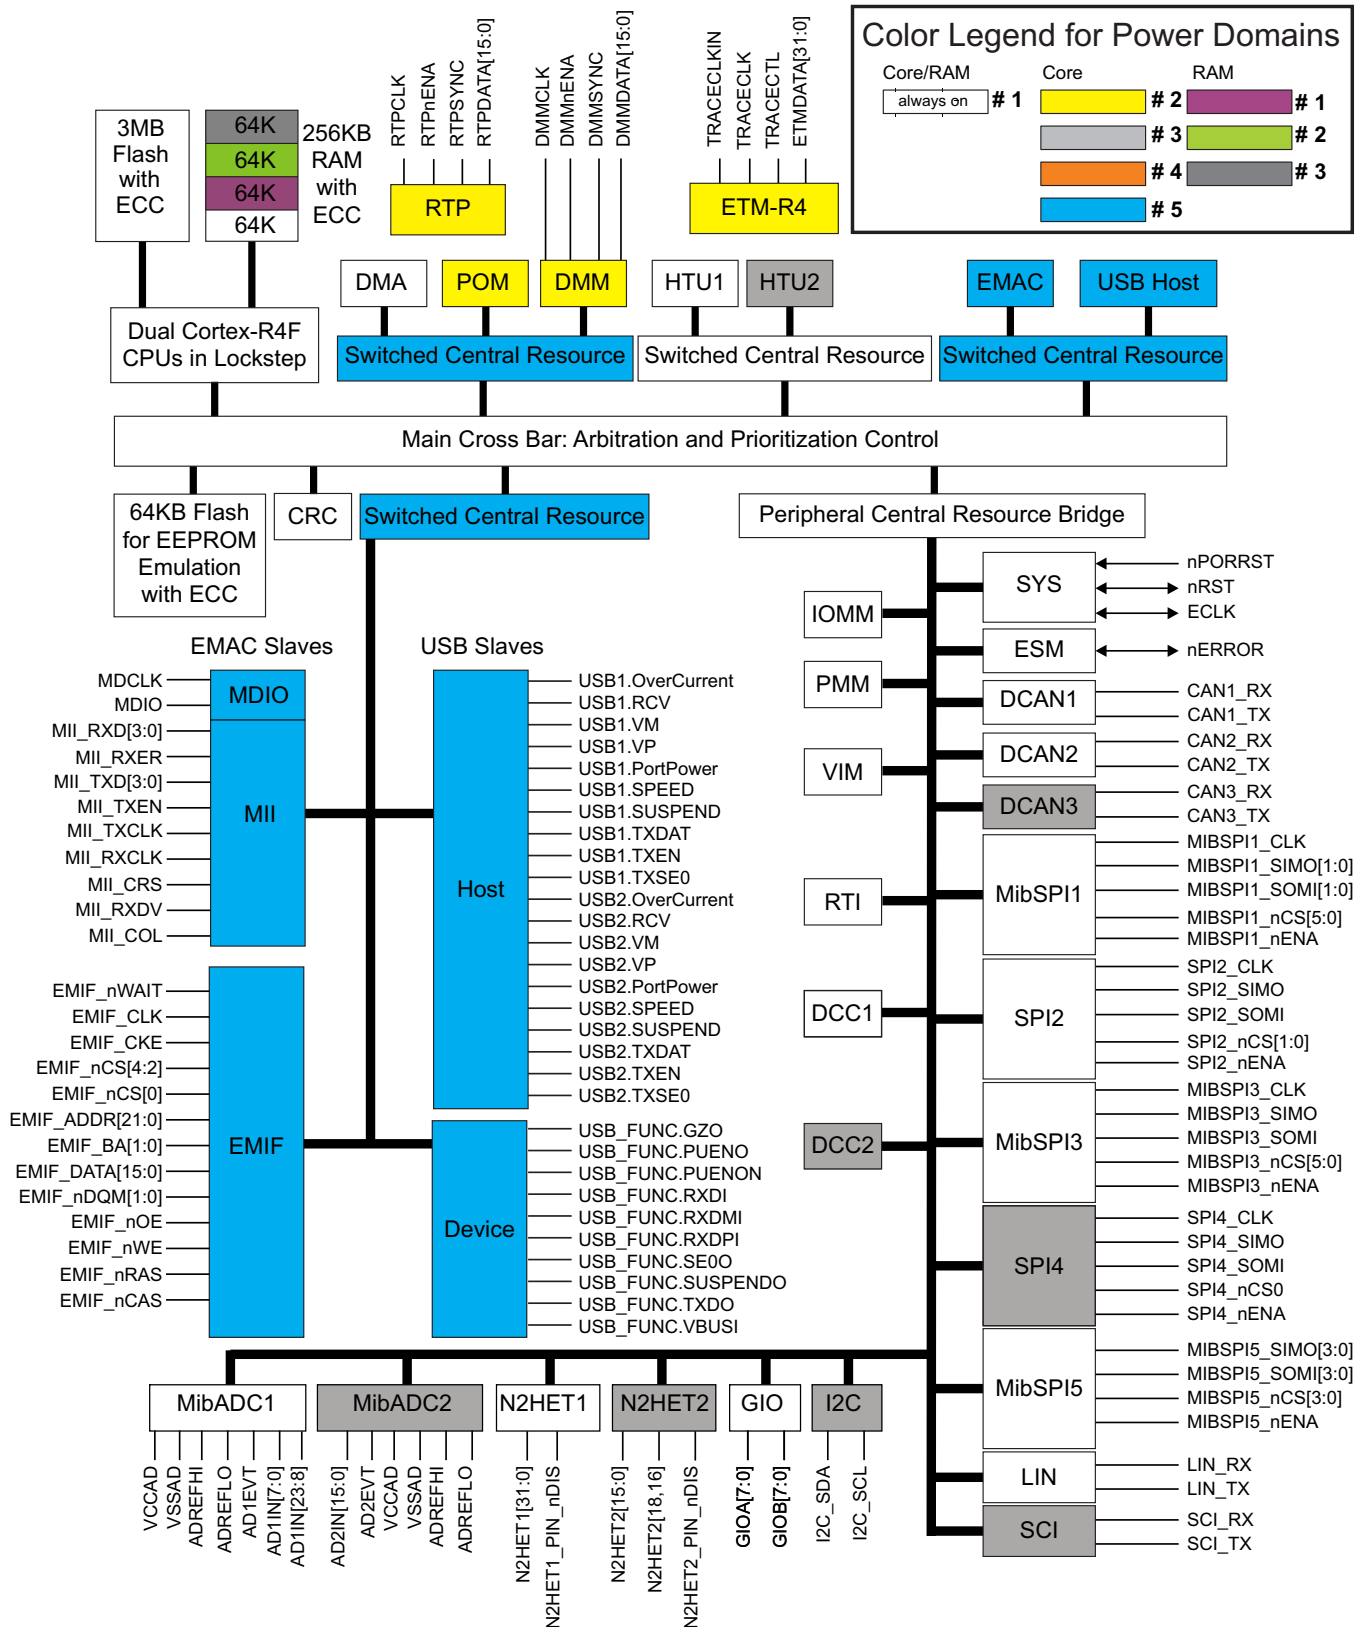 Color Legend for Power Domains
Core/RAM
Core
RAM
always on
# 1
# 2
# 1
# 3
# 2
# 4
# 3
# 5
RTPCLK
RTPnENA
RTPSYNC
RTPDATA[15:0]
DMMCLK
DMMnENA
DMMSYNC
DMMDATA[15:0]
TRACECLKIN
TRACECLK
TRACECTL
ETMDATA[31:0]
3MB
Flash
with
ECC
64K
64K
64K
64K
256KB
RAM
with
ECC
RTP
ETM-R4
DMA
POM
DMM
HTU1
HTU2
EMAC
USB Host
Dual Cortex-R4F
CPUs in Lockstep
Switched Central Resource
Switched Central Resource
Switched Central Resource
Main Cross Bar: Arbitration and Prioritization Control
64KB Flash
for EEPROM
Emulation
with ECC
CRC
Switched Central Resource
Peripheral Central Resource Bridge
EMAC Slaves
USB Slaves
MDCLK
MDIO
MII_RXD[3:0]
MII_RXER
MII_TXD[3:0]
MII_TXEN
MII_TXCLK
MII_RXCLK
MII_CRS
MII_RXDV
MII_COL
MDIO
MII
EMIF_nWAIT
EMIF_CLK
EMIF_CKE
EMIF_nCS[4:2]
EMIF_nCS[0]
EMIF_ADDR[21:0]
EMIF_BA[1:0]
EMIF_DATA[15:0]
EMIF_nDQM[1:0]
EMIF_nOE
EMIF_nWE
EMIF_nRAS
EMIF_nCAS
EMIF
Host
USB1.OverCurrent
USB1.RCV
USB1.VM
USB1.VP
USB1.PortPower
USB1.SPEED
USB1.SUSPEND
USB1.TXDAT
USB1.TXEN
USB1.TXSE0
USB2.OverCurrent
USB2.RCV
USB2.VM
USB2.VP
USB2.PortPower
USB2.SPEED
USB2.SUSPEND
USB2.TXDAT
USB2.TXEN
USB2.TXSE0
Device
USB_FUNC.GZO
USB_FUNC.PUENO
USB_FUNC.PUENON
USB_FUNC.RXDI
USB_FUNC.RXDMI
USB_FUNC.RXDPI
USB_FUNC.SE0O
USB_FUNC.SUSPENDO
USB_FUNC.TXDO
USB_FUNC.VBUSI
IOMM
PMM
VIM
RTI
DCC1
DCC2
SYS
nPORRST
nRST
ECLK
ESM
nERROR
DCAN1
CAN1_RX
CAN1_TX
DCAN2
CAN2_RX
CAN2_TX
DCAN3
CAN3_RX
CAN3_TX
MibSPI1
MIBSPI1_CLK
MIBSPI1_SIMO[1:0]
MIBSPI1_SOMI[1:0]
MIBSPI1_nCS[5:0]
MIBSPI1_nENA
SPI2
SPI2_CLK
SPI2_SIMO
SPI2_SOMI
SPI2_nCS[1:0]
SPI2_nENA
MibSPI3
MIBSPI3_CLK
MIBSPI3_SIMO
MIBSPI3_SOMI
MIBSPI3_nCS[5:0]
MIBSPI3_nENA
SPI4
SPI4_CLK
SPI4_SIMO
SPI4_SOMI
SPI4_nCS0
SPI4_nENA
MibSPI5
MIBSPI5_SIMO[3:0]
MIBSPI5_SOMI[3:0]
MIBSPI5_nCS[3:0]
MIBSPI5_nENA
LIN
LIN_RX
LIN_TX
SCI
SCI_RX
SCI_TX
MibADC1
MibADC2
N2HET1
N2HET2
GIO
I2C
VCCAD
VSSAD
ADREFHI
ADREFLO
AD1EVT
AD1IN[7:0]
AD1IN[23:8]
AD2IN[15:0]
AD2EVT
VCCAD
VSSAD
ADREFHI
ADREFLO
N2HET1[31:0]
N2HET1_PIN_nDIS
N2HET2[15:0]
N2HET2[18,16]
N2HET2_PIN_nDIS
GIOA[7:0]
GIOB[7:0]
I2C_SDA
I2C_SCL